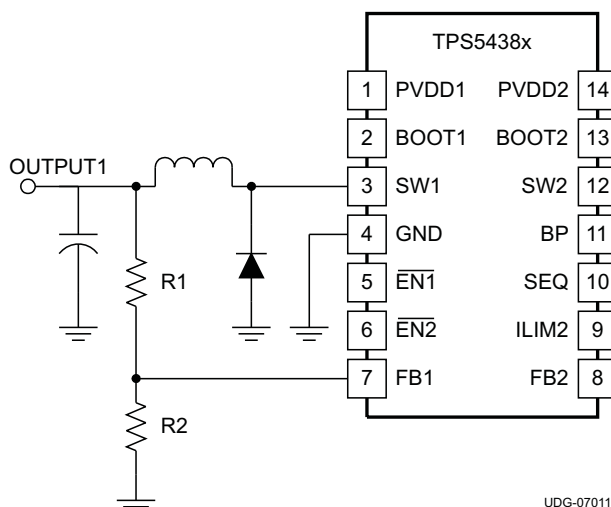 TPS5438x
1 PVDD1 PVDD2 14
2 BOOT1 BOOT2 13
OUTPUT1
3 SW1 SW2 12
4 GND BP 11
R1
5 EN1 SEQ 10
6 EN2 ILIM2 9
7 FB1 FB2 8
R2
UDG-07011